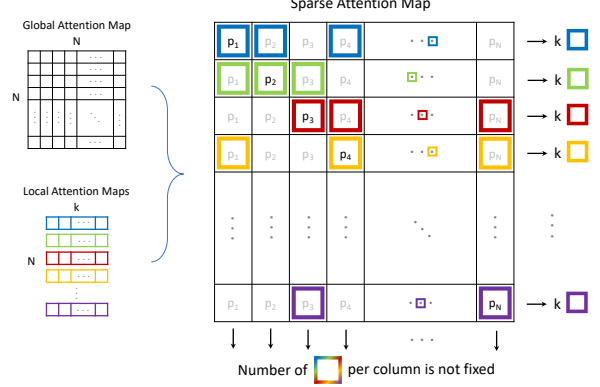 Sparse Attention Map
Global Attention Map
N
N
Local Attention Maps
k
N
p1 p2 p3 p4 ... pN k
p1 p2 p3 ... pN k
p1 p2 p3 p4 ... pN k
p1 p2 p3 p4 ... pN k
p1 p2 p3 p4 ... pN k
Number of per column is not fixed